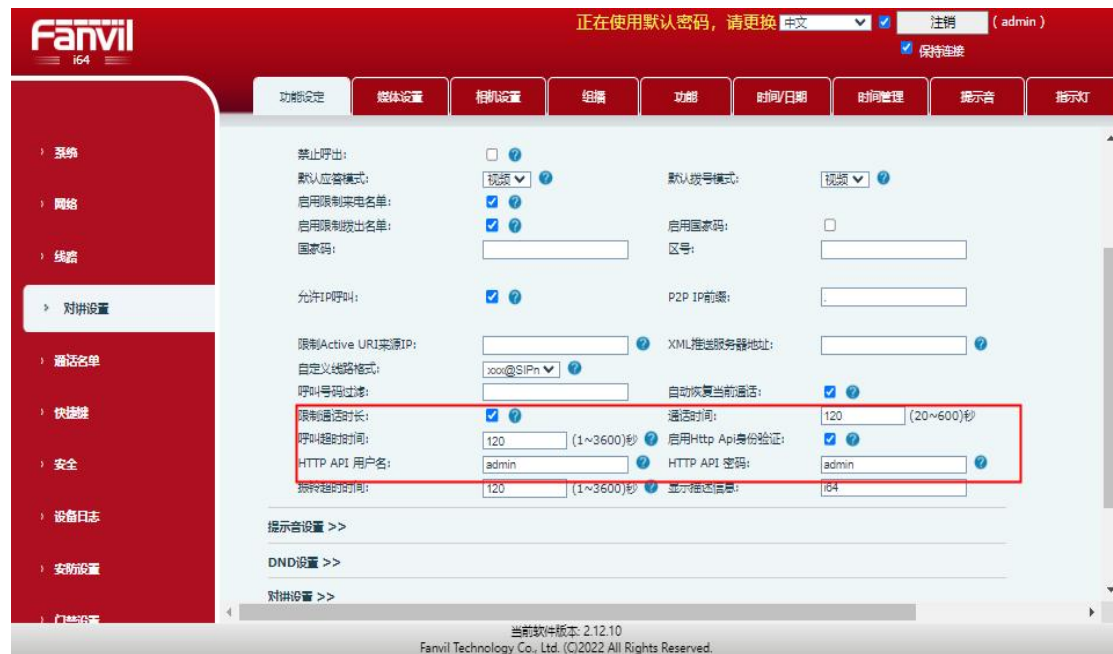 Fanvil
i64
正在使用默认密码，请更换 中文 注销 ( admin )
保持连接
功能设定 媒体设置 相机设置 组播 功能 时间/日期 时间管理 提示音 指示灯
系统
网络
线路
对讲设置
通话名单
快捷键
安全
设备日志
安防设置
门禁设置
禁止呼出:
默认应答模式: 视频 默认拨号模式: 视频
启用限制来电名单:
启用限制拨出名单: 启用国家码:
国家码: 区号:
允许IP呼叫: P2P IP前缀: .
限制Active URI来源IP: XML推送服务器地址:
自定义线路格式: xxx@SIPn
呼叫号码过滤: 自动恢复当前通话:
限制通话时长: 通话时间: 120 (20~600)秒
呼叫超时时间: 120 (1~3600)秒 启用Http Api身份验证:
HTTP API 用户名: admin HTTP API 密码: admin
振铃超时时间: 120 (1~3600)秒 显示描述信息: i64
提示音设置 >>
DND设置 >>
对讲设置 >>
当前软件版本: 2.12.10
Fanvil Technology Co., Ltd. (C)2022 All Rights Reserved.